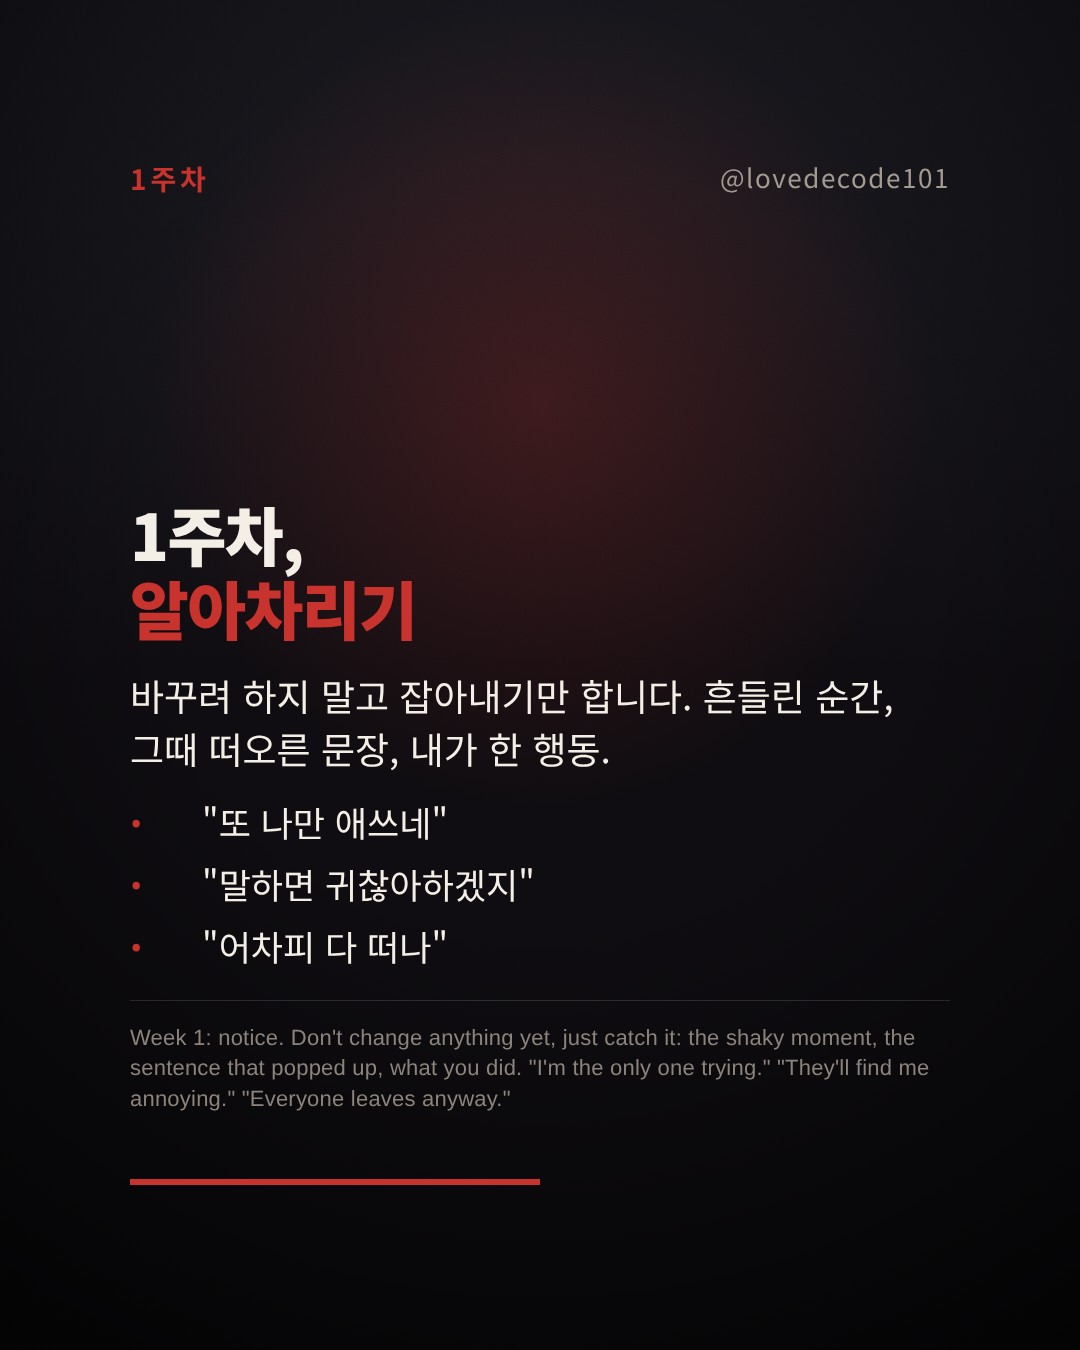 1주차
@lovedecode101
1주차,
알아차리기
바꾸려 하지 말고 잡아내기만 합니다. 흔들린 순간,
그때 떠오른 문장, 내가 한 행동.
• "또 나만 애쓰네"
• "말하면 귀찮아하겠지"
• "어차피 다 떠나"
Week 1: notice. Don't change anything yet, just catch it: the shaky moment, the
sentence that popped up, what you did. "I'm the only one trying." "They'll find me
annoying." "Everyone leaves anyway."